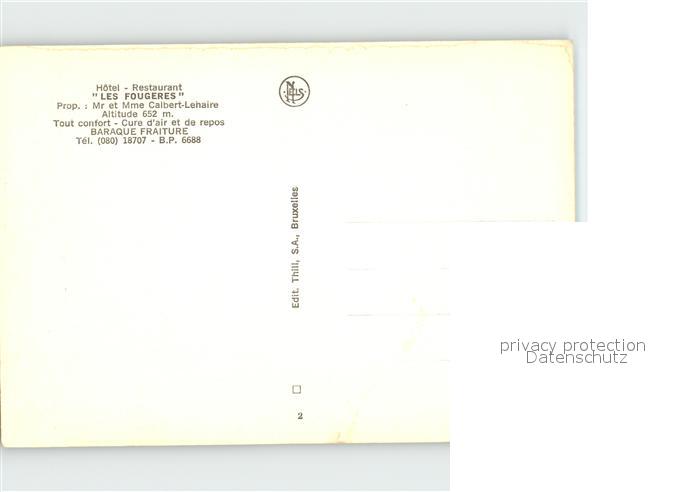 Hôtel - Restaurant
"LES FOUGERES"
Prop. : Mr et Mme Calbert-Lehaire
Altitude 652 m.
Tout confort - Cure d'air et de repos
BARAQUE FRAITURE
Tél. (080) 18707 - B.P. 6688
NELS
Edit. Thill, S.A., Bruxelles
2
privacy protection
Datenschutz